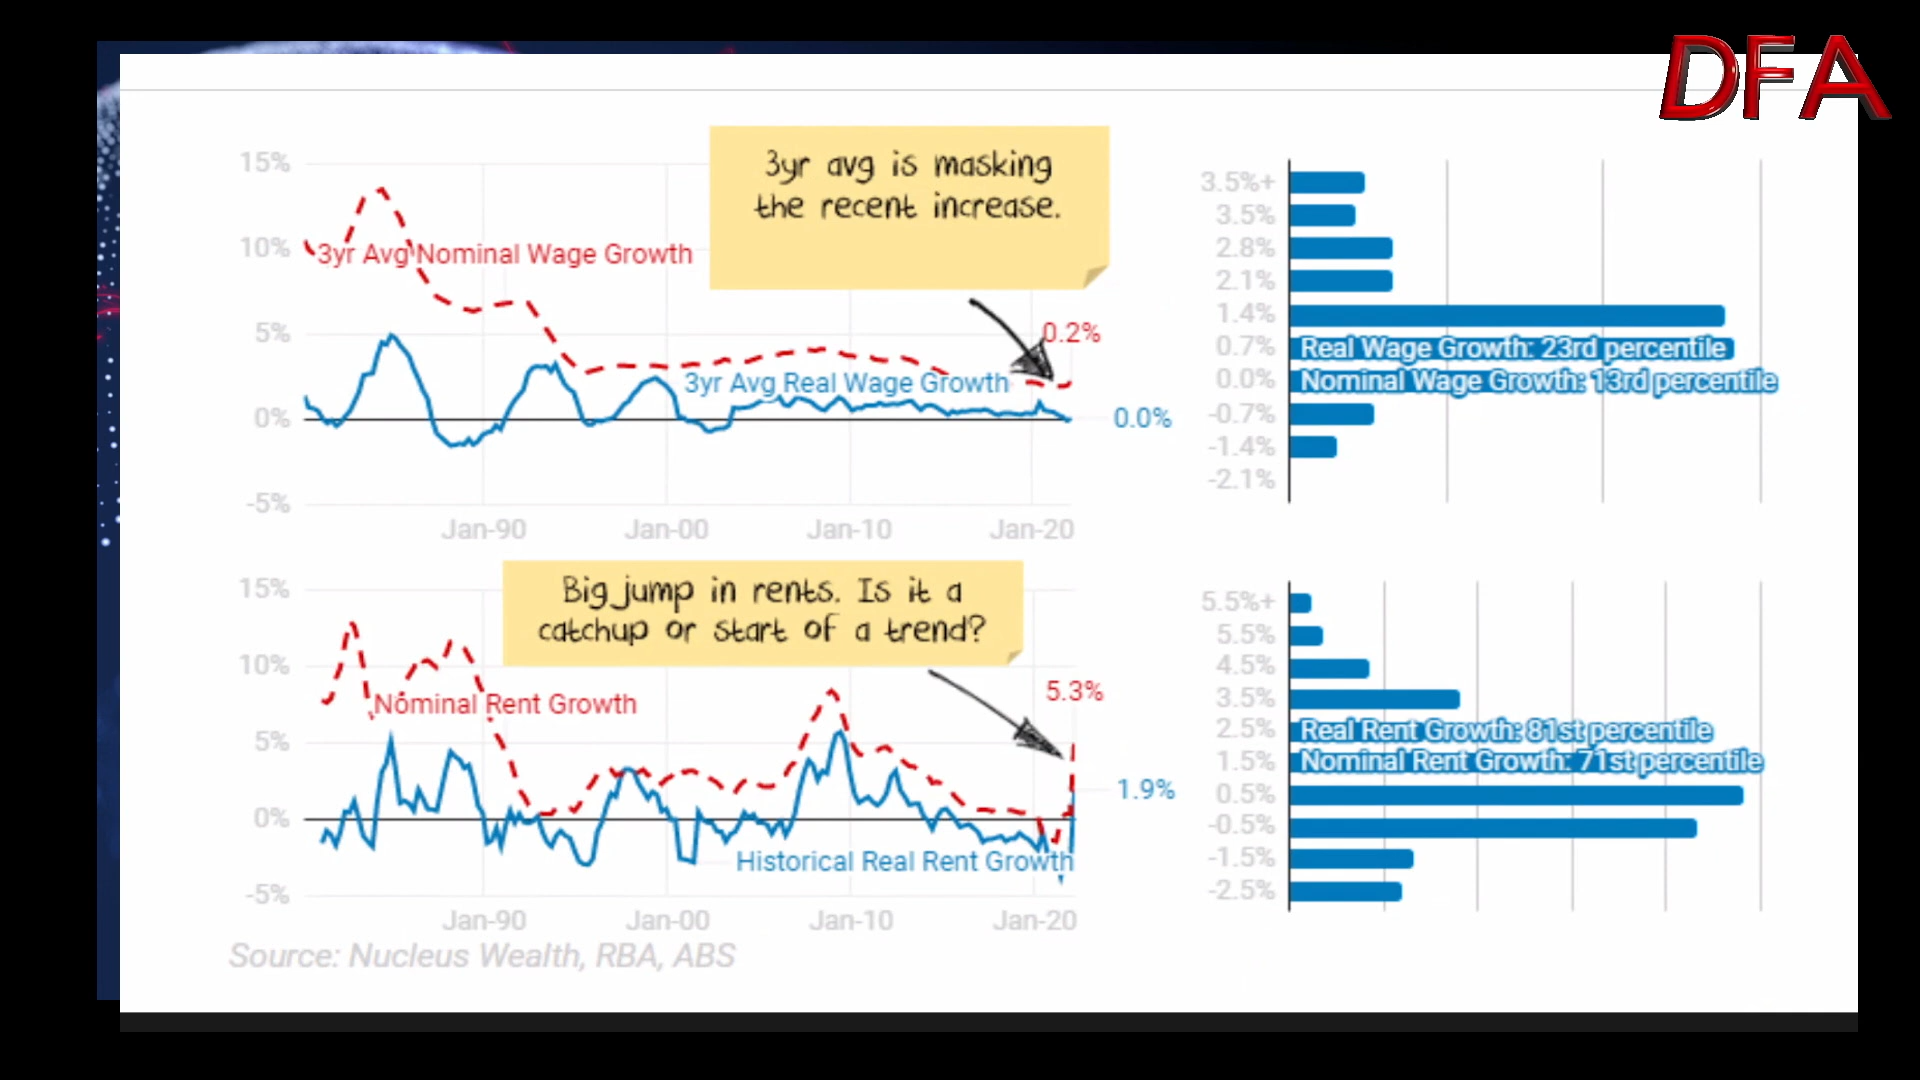 DFA
15%
10%
5%
0%
-5%
3yr Avg Nominal Wage Growth
3yr avg is masking
the recent increase.
0.2%
3yr Avg Real Wage Growth
0.0%
Jan-90
Jan-00
Jan-10
Jan-20
3.5%+
3.5%
2.8%
2.1%
1.4%
0.7%
Real Wage Growth: 23rd percentile
0.0%
Nominal Wage Growth: 13rd percentile
-0.7%
-1.4%
-2.1%
15%
10%
5%
0%
-5%
Big jump in rents. Is it a
catchup or start of a trend?
Nominal Rent Growth
5.3%
1.9%
Historical Real Rent Growth
Jan-90
Jan-00
Jan-10
Jan-20
5.5%+
5.5%
4.5%
3.5%
2.5%
Real Rent Growth: 81st percentile
1.5%
Nominal Rent Growth: 71st percentile
0.5%
-0.5%
-1.5%
-2.5%
Source: Nucleus Wealth, RBA, ABS